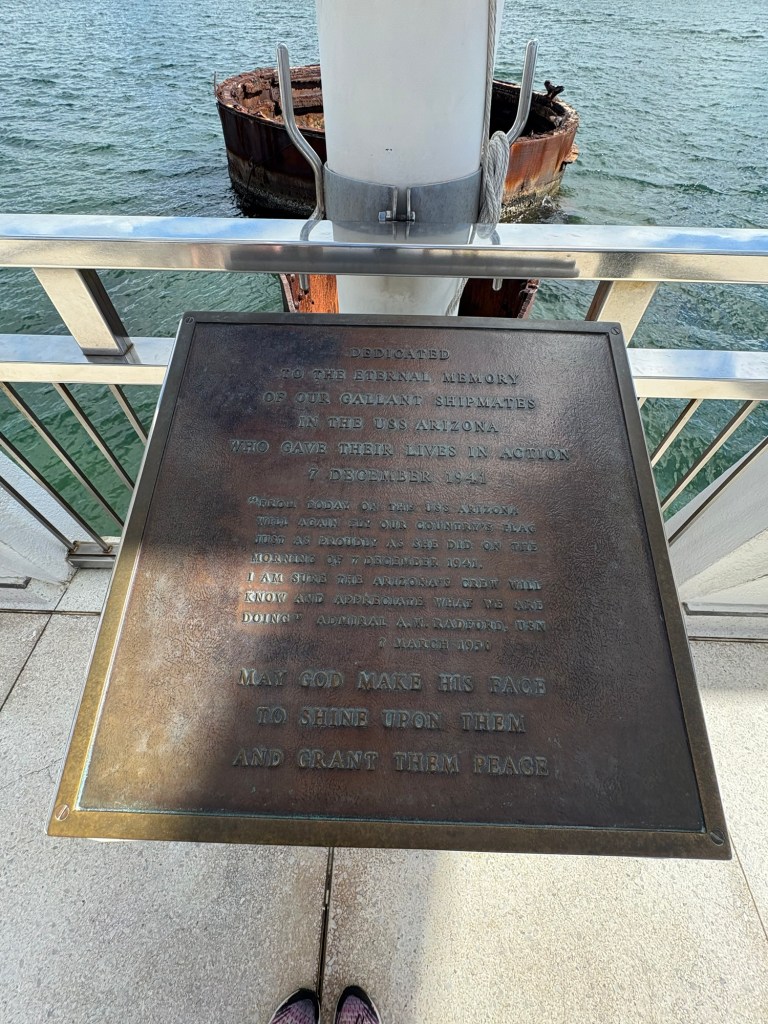 DEDICATED
TO THE ETERNAL MEMORY
OF OUR GALLANT SHIPMATES
IN THE USS ARIZONA
WHO GAVE THEIR LIVES IN ACTION
7 DECEMBER 1941
"FROM TODAY ON THE USS ARIZONA
WILL AGAIN FLY OUR COUNTRY'S FLAG
JUST AS PROUDLY AS SHE DID ON THE
MORNING OF 7 DECEMBER 1941.
I AM SURE THE ARIZONA'S CREW WILL
KNOW AND APPRECIATE WHAT WE ARE
DOING" ADMIRAL A.W. RADFORD, USN
7 MARCH 1950
MAY GOD MAKE HIS FACE
TO SHINE UPON THEM
AND GRANT THEM PEACE